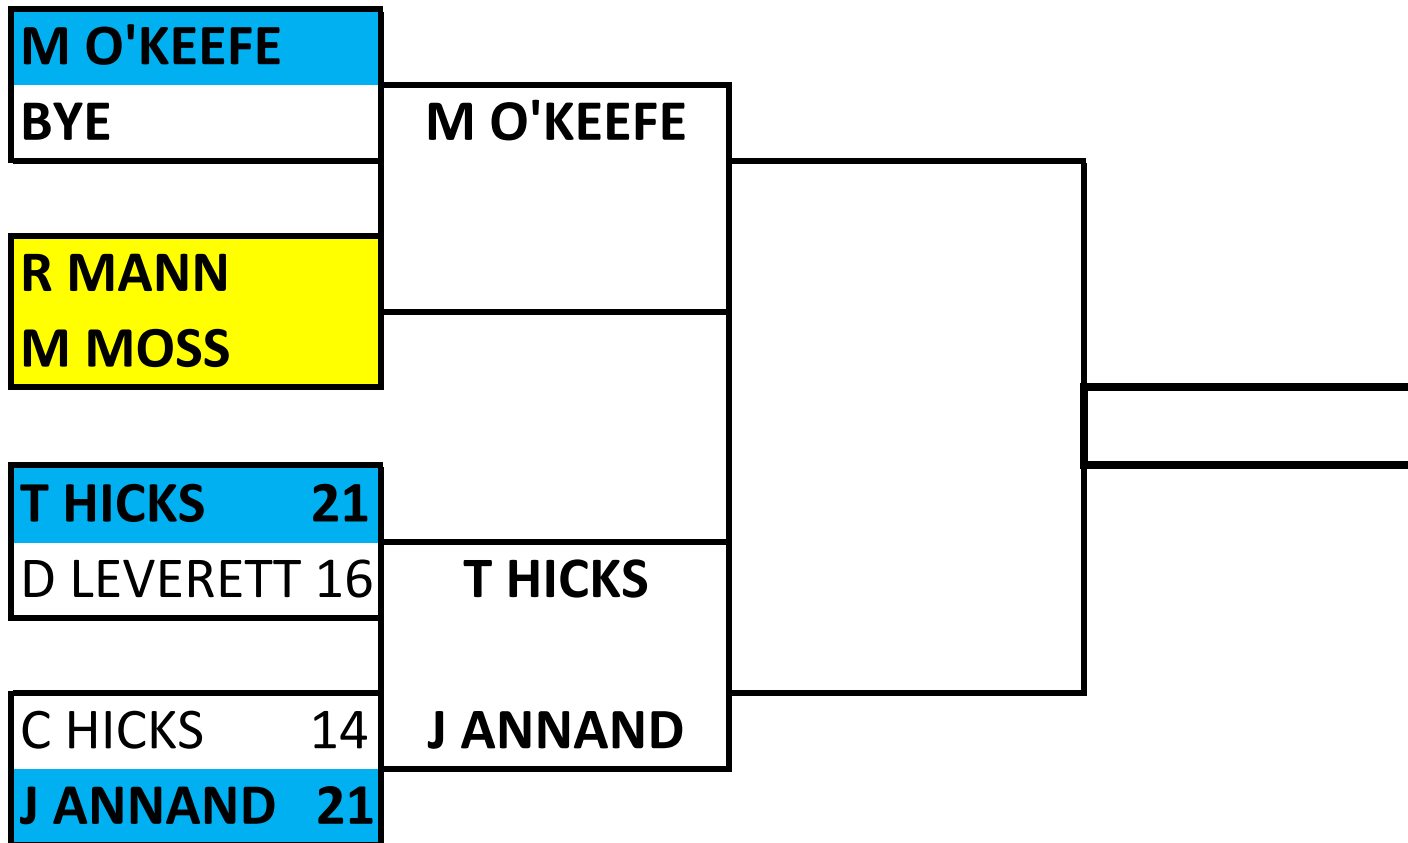 M O'KEEFE
BYE
M O'KEEFE
R MANN
M MOSS
T HICKS 21
D LEVERETT 16
T HICKS
C HICKS 14
J ANNAND
J ANNAND 21